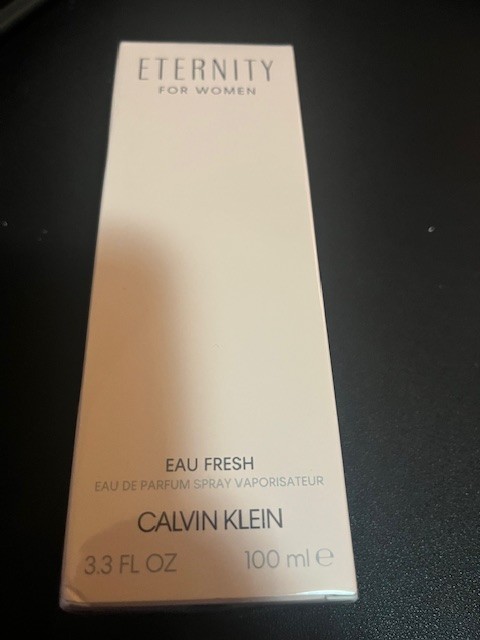 ETERNITY
FOR WOMEN
EAU FRESH
EAU DE PARFUM SPRAY VAPORISATEUR
CALVIN KLEIN
3.3 FL OZ 100 ml ℮